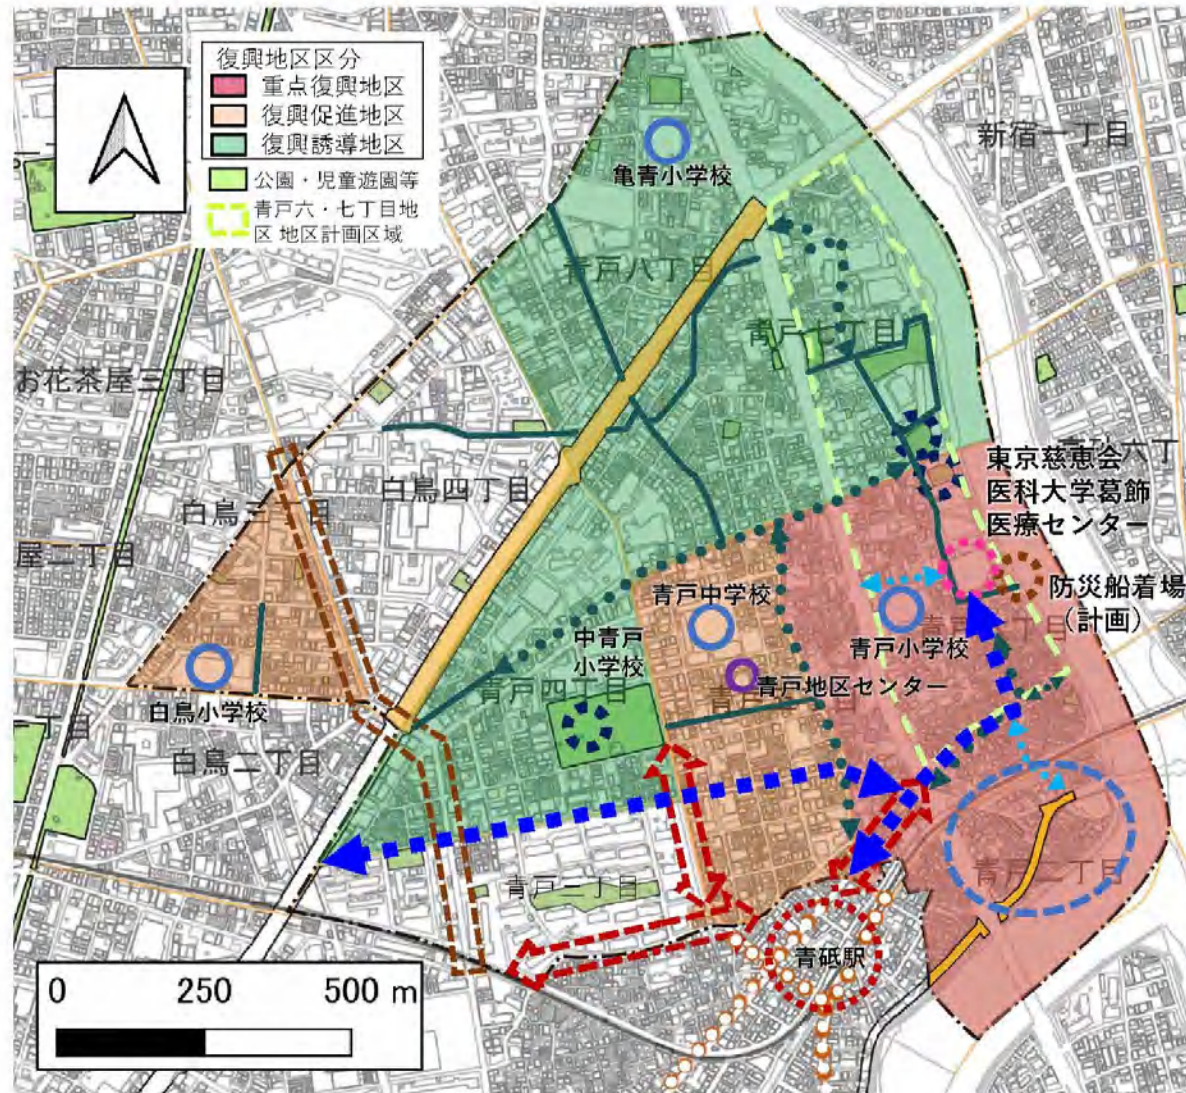 復興地区区分
重点復興地区
復興促進地区
復興誘導地区
公園・児童遊園等
青戸六・七丁目地
区 地区計画区域
新宿一丁目
亀青小学校
青戸八丁目
青戸七丁目
お花茶屋三丁目
白鳥四丁目
白鳥三丁目
東京慈恵会
医科大学葛飾
医療センター
防災船着場
(計画)
青戸中学校
中青戸
小学校
青戸小学校
青戸地区センター
青戸四丁目
白鳥小学校
白鳥二丁目
屋二丁目
青戸三丁目
青戸二丁目
青砥駅
0 250 500 m